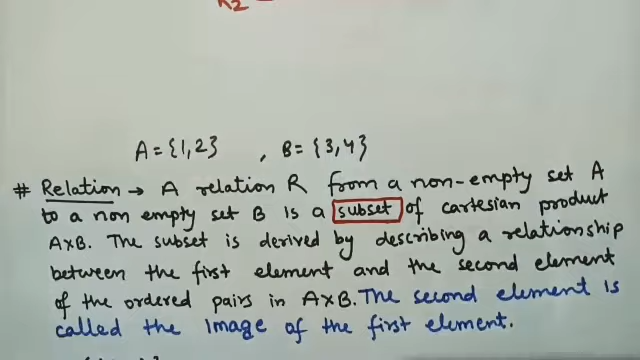 R₂
A={1,2} , B={3,4}
# Relation → A relation R from a non-empty set A
to a non empty set B is a subset of cartesian product
A×B. The subset is derived by describing a relationship
between the first element and the second element
of the ordered pairs in A×B. The second element is
called the Image of the first element.